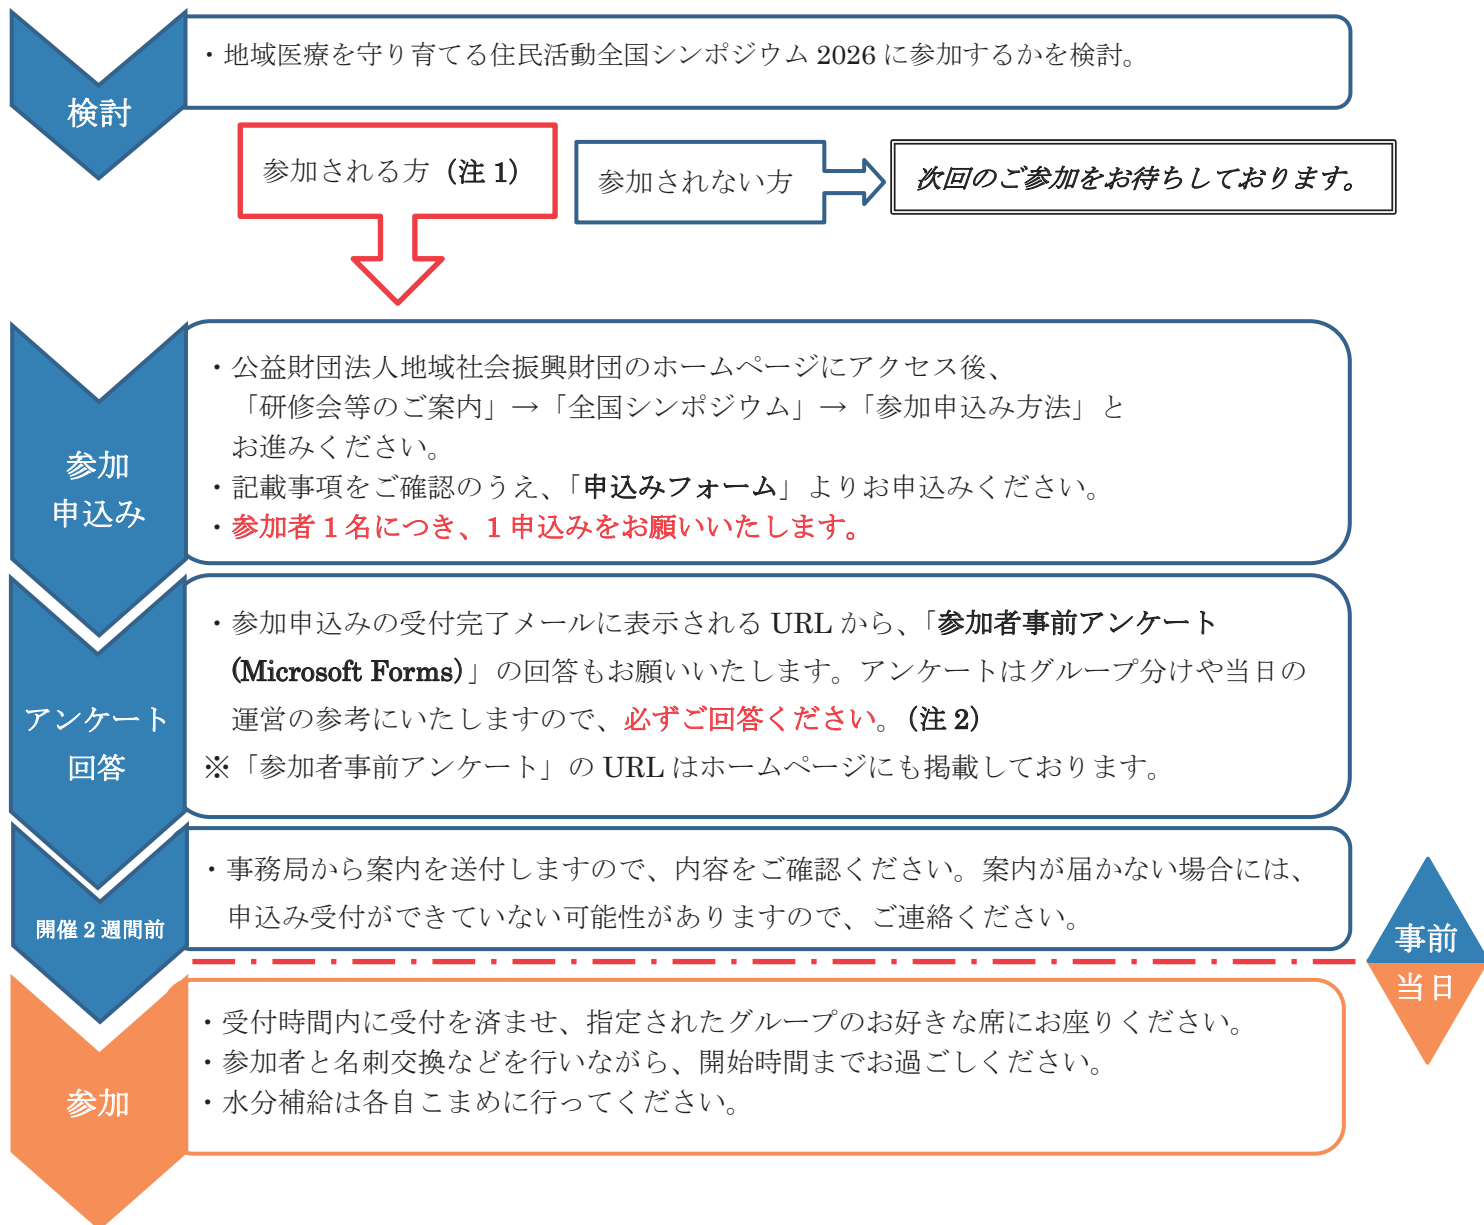 検討
・地域医療を守り育てる住民活動全国シンポジウム 2026 に参加するかを検討。
参加される方（注 1）
参加されない方
次回のご参加をお待ちしております。
参加
申込み
・公益財団法人地域社会振興財団のホームページにアクセス後、
「研修会等のご案内」→「全国シンポジウム」→「参加申込み方法」と
お進みください。
・記載事項をご確認のうえ、「申込みフォーム」よりお申込みください。
・参加者 1 名につき、1 申込みをお願いいたします。
アンケート
回答
・参加申込みの受付完了メールに表示される URL から、「参加者事前アンケート
(Microsoft Forms)」の回答もお願いいたします。アンケートはグループ分けや当日の
運営の参考にいたしますので、必ずご回答ください。（注 2）
※「参加者事前アンケート」の URL はホームページにも掲載しております。
開催 2 週間前
・事務局から案内を送付しますので、内容をご確認ください。案内が届かない場合には、
申込み受付ができていない可能性がありますので、ご連絡ください。
事前
当日
参加
・受付時間内に受付を済ませ、指定されたグループのお好きな席にお座りください。
・参加者と名刺交換などを行いながら、開始時間までお過ごしください。
・水分補給は各自こまめに行ってください。